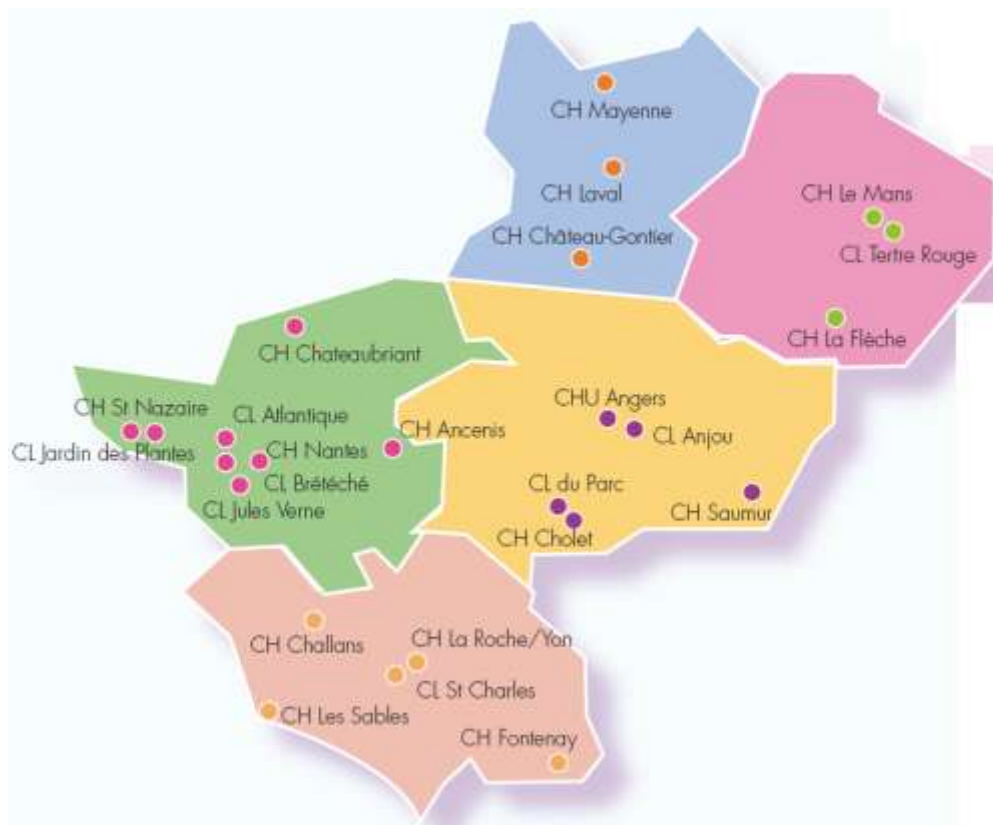 CH Mayenne
CH Laval
CH Château-Gontier
CH Le Mans
CL Tertre Rouge
CH La Flèche
CH Chateaubriant
CH St Nazaire
CL Atlantique
CL Jardin des Plantes
CH Nantes
CH Ancenis
CL Brétéché
CL Jules Verne
CHU Angers
CL Anjou
CL du Parc
CH Saumur
CH Cholet
CH Challans
CH La Roche/Yon
CL St Charles
CH Les Sables
CH Fontenay